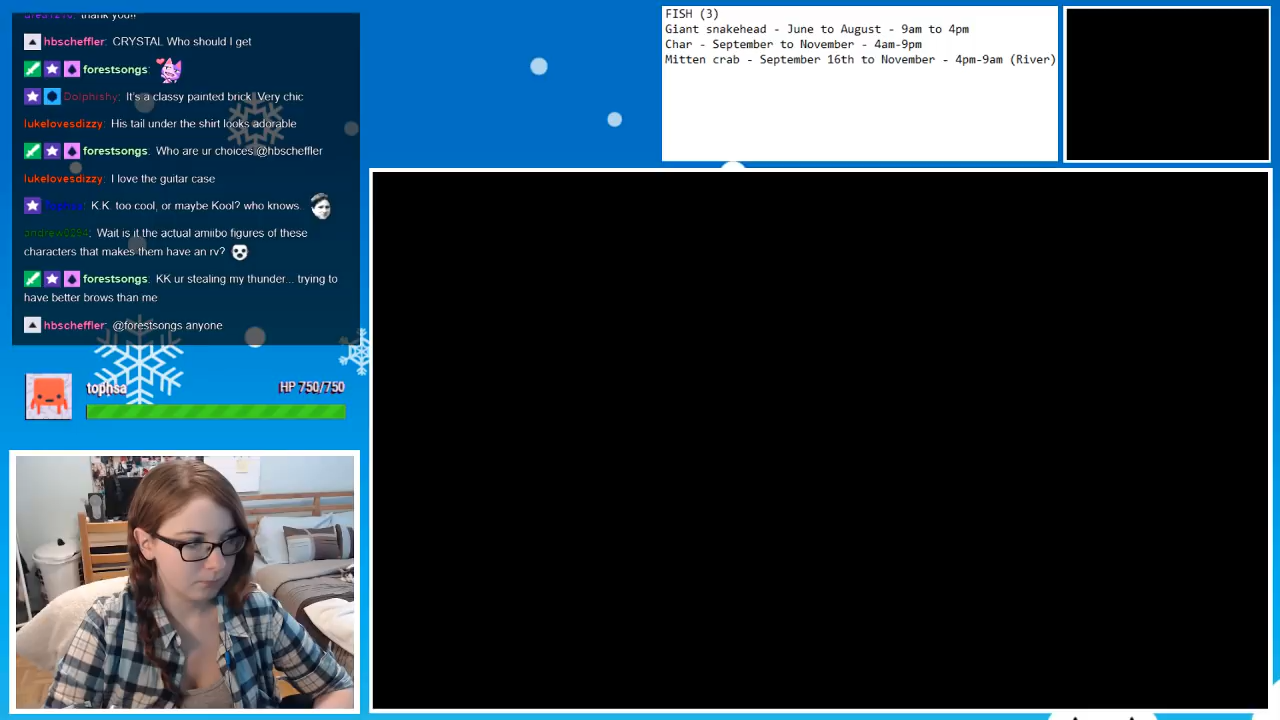 thank you!!
hbscheffler: CRYSTAL Who should I get
forestsongs:
Dolphishy: It's a classy painted brick! Very chic
lukelovesdizzy: His tail under the shirt looks adorable
forestsongs: Who are ur choices @hbscheffler
lukelovesdizzy: I love the guitar case
K K too cool, or maybe Kool? who knows.
andrew0294: Wait is it the actual amiibo figures of these
characters that makes them have an rv?
forestsongs: KK ur stealing my thunder... trying to
have better brows than me
hbscheffler: @forestsongs anyone
tophsa HP 750/750
FISH (3)
Giant snakehead - June to August - 9am to 4pm
Char - September to November - 4am-9pm
Mitten crab - September 16th to November - 4pm-9am (River)